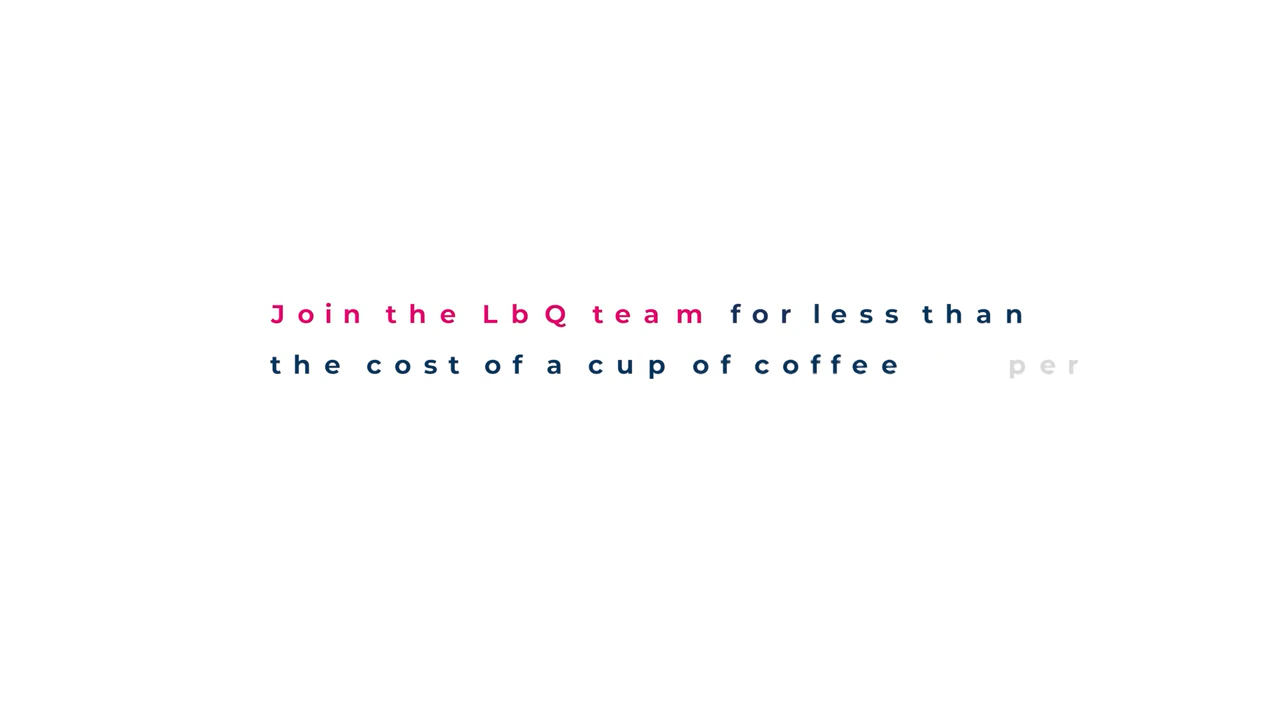 Join the LbQ team for less than
the cost of a cup of coffee per